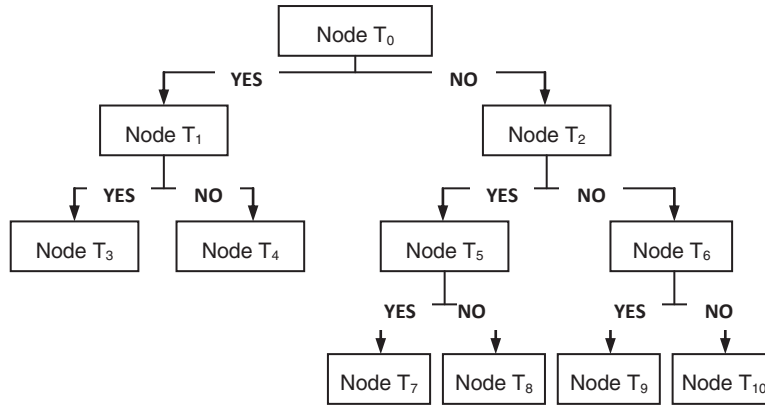 Node T₀
YES NO
Node T₁ Node T₂
YES NO YES NO
Node T₃ Node T₄ Node T₅ Node T₆
YES NO YES NO
Node T₇ Node T₈ Node T₉ Node T₁₀